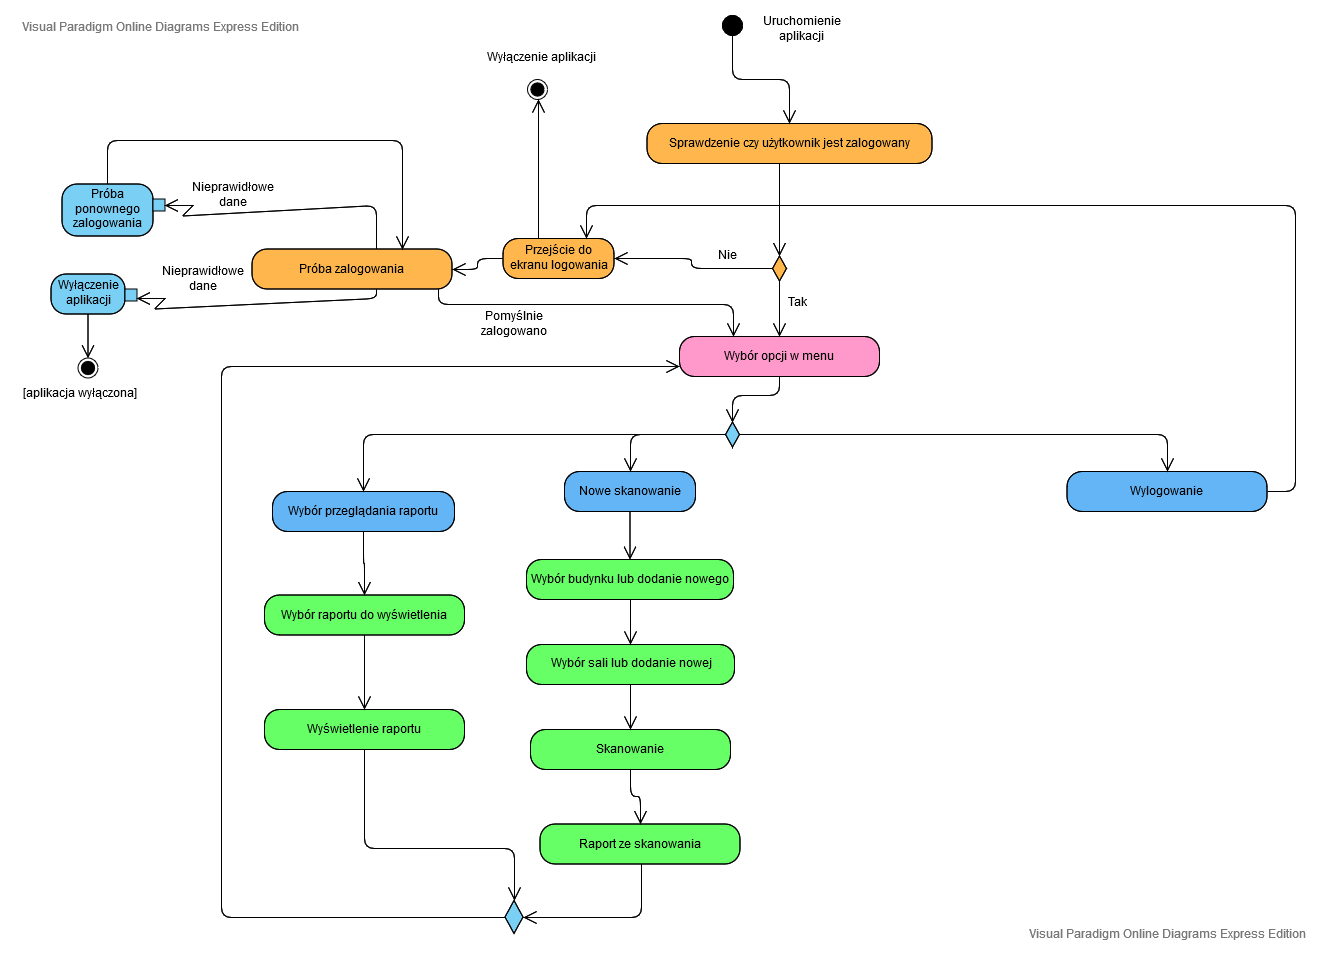 Visual Paradigm Online Diagrams Express Edition
Uruchomienie
aplikacji
Wyłączenie aplikacji
Sprawdzenie czy użytkownik jest zalogowany
Próba
ponownego
zalogowania
Nieprawidłowe
dane
Przejście do
ekranu logowania
Nie
Próba zalogowania
Nieprawidłowe
dane
Wyłączenie
aplikacji
Tak
Pomyślnie
zalogowano
Wybór opcji w menu
[aplikacja wyłączona]
Nowe skanowanie
Wylogowanie
Wybór przeglądania raportu
Wybór budynku lub dodanie nowego
Wybór raportu do wyświetlenia
Wybór sali lub dodanie nowej
Wyświetlenie raportu
Skanowanie
Raport ze skanowania
Visual Paradigm Online Diagrams Express Edition